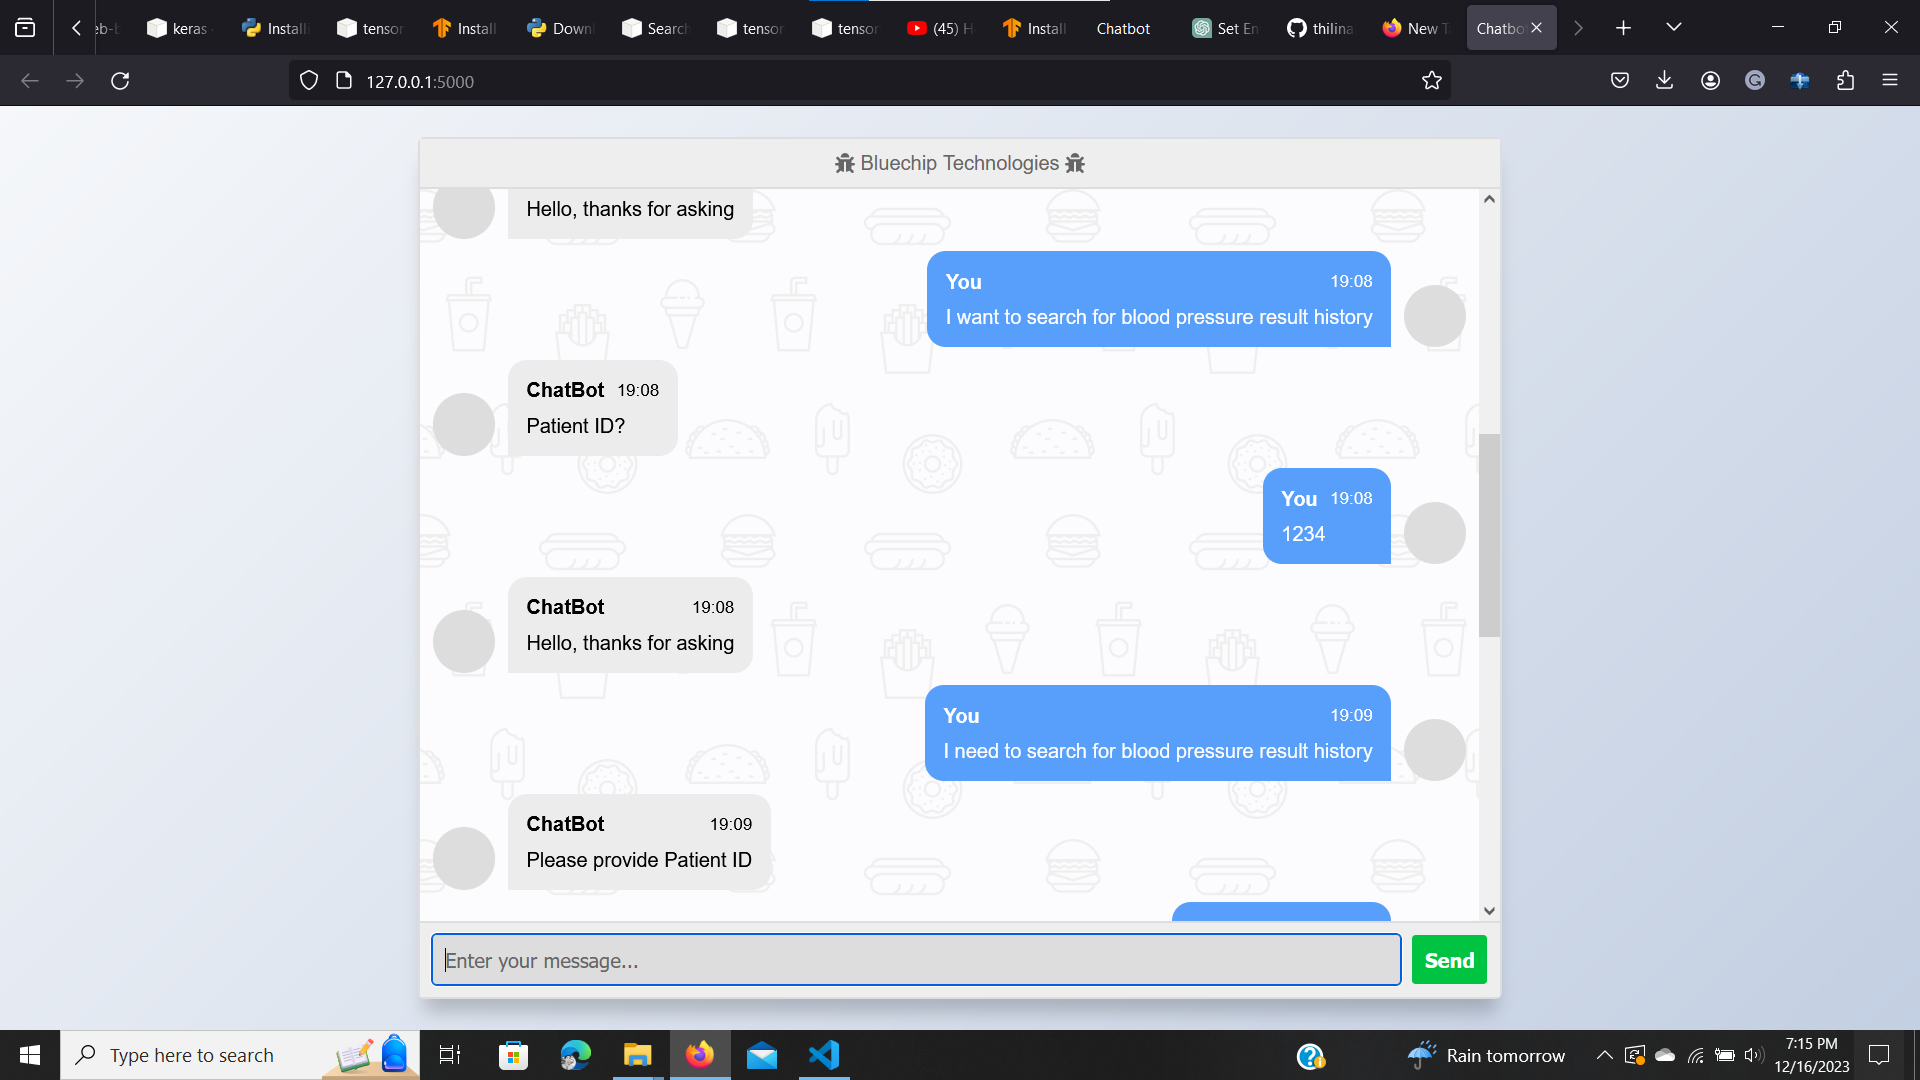 eb-b
keras
Installi
tensor
Install
Downl
Search
tensor
tensor
(45) H
Install
Chatbot
Set En
thilina
New T
Chatbo
127.0.0.1:5000
Bluechip Technologies
Hello, thanks for asking
You 19:08
I want to search for blood pressure result history
ChatBot 19:08
Patient ID?
You 19:08
1234
ChatBot 19:08
Hello, thanks for asking
You 19:09
I need to search for blood pressure result history
ChatBot 19:09
Please provide Patient ID
Enter your message...
Send
Type here to search
Rain tomorrow
7:15 PM
12/16/2023